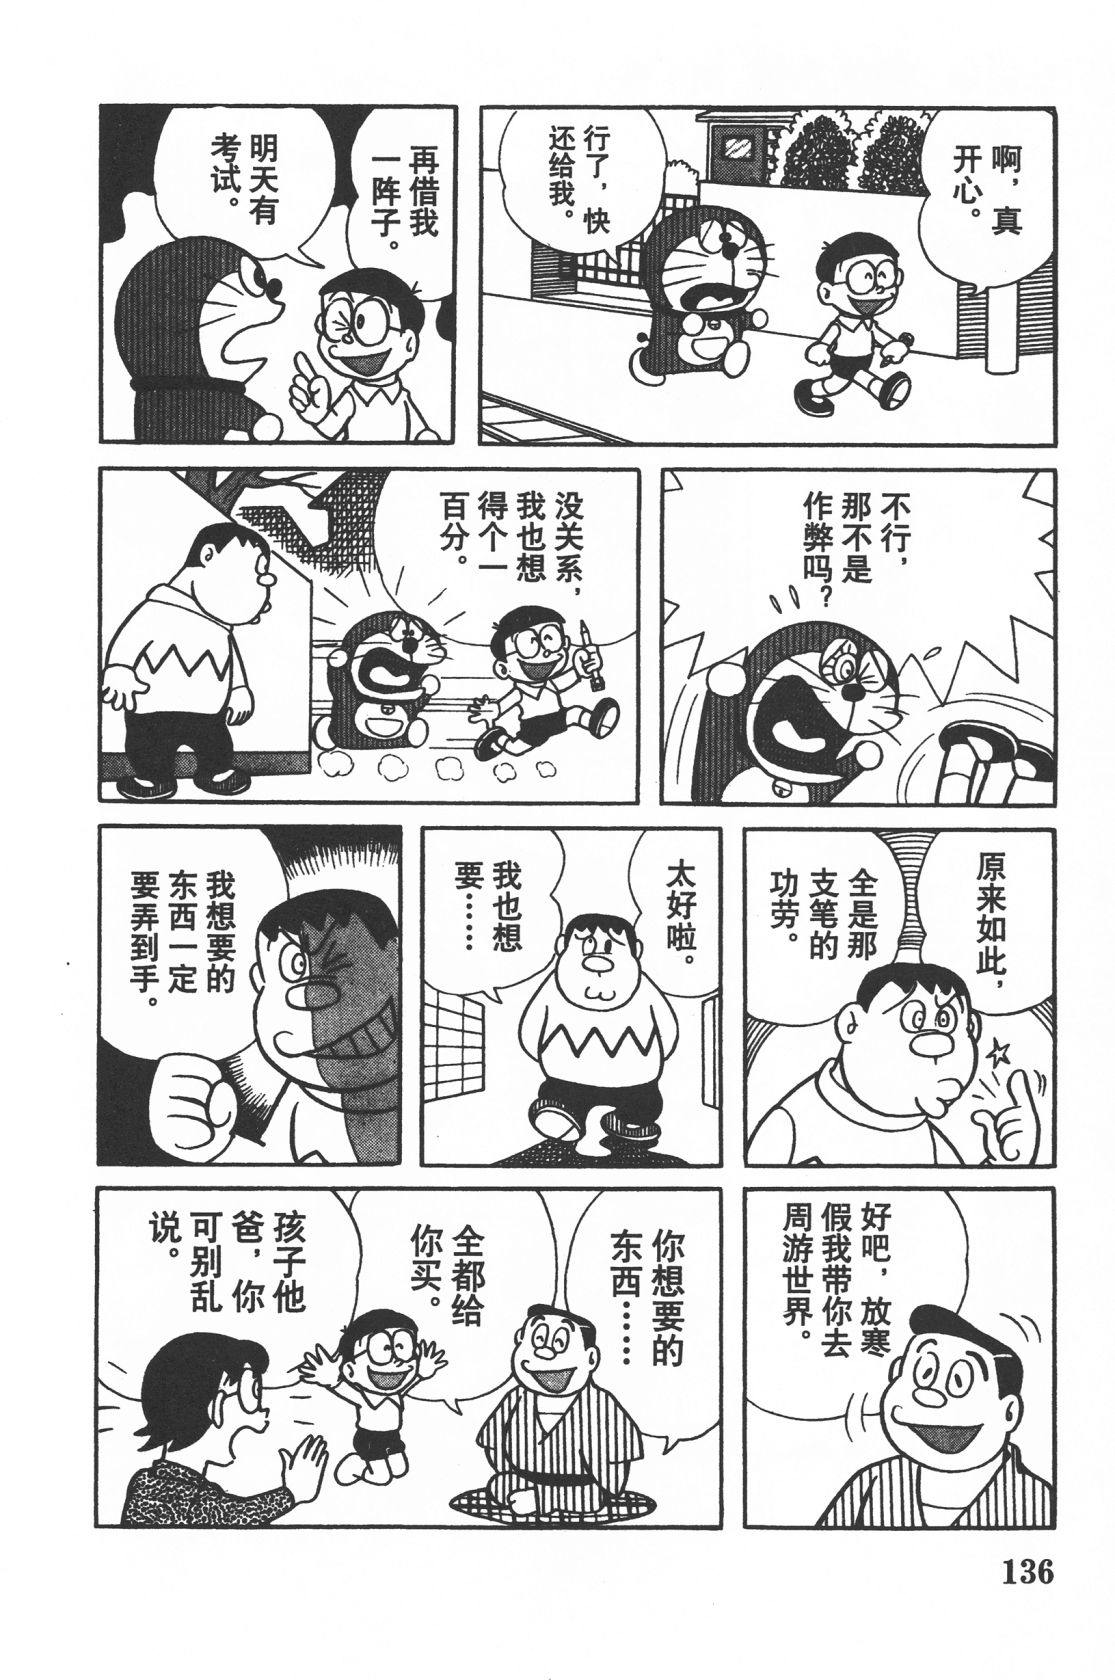 啊，真
开心。
行了，快
还给我。
再借我
一阵子。
明天有
考试。
不行，
那不是
作弊吗？
没关系，
我也想
得个一
百分。
原来如此，
全是那
支笔的
功劳。
太好啦。
我也想
要……
我想要的
东西一定
要弄到手。
好吧，放寒
假我带你去
周游世界。
你想要的
东西……
全都给
你买。
孩子他
爸，你
可别乱
说。
136